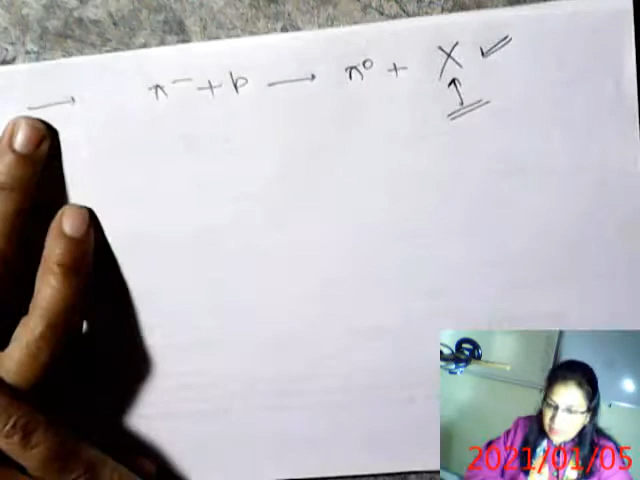 → π⁻ + p → π⁰ + X
2021/01/05